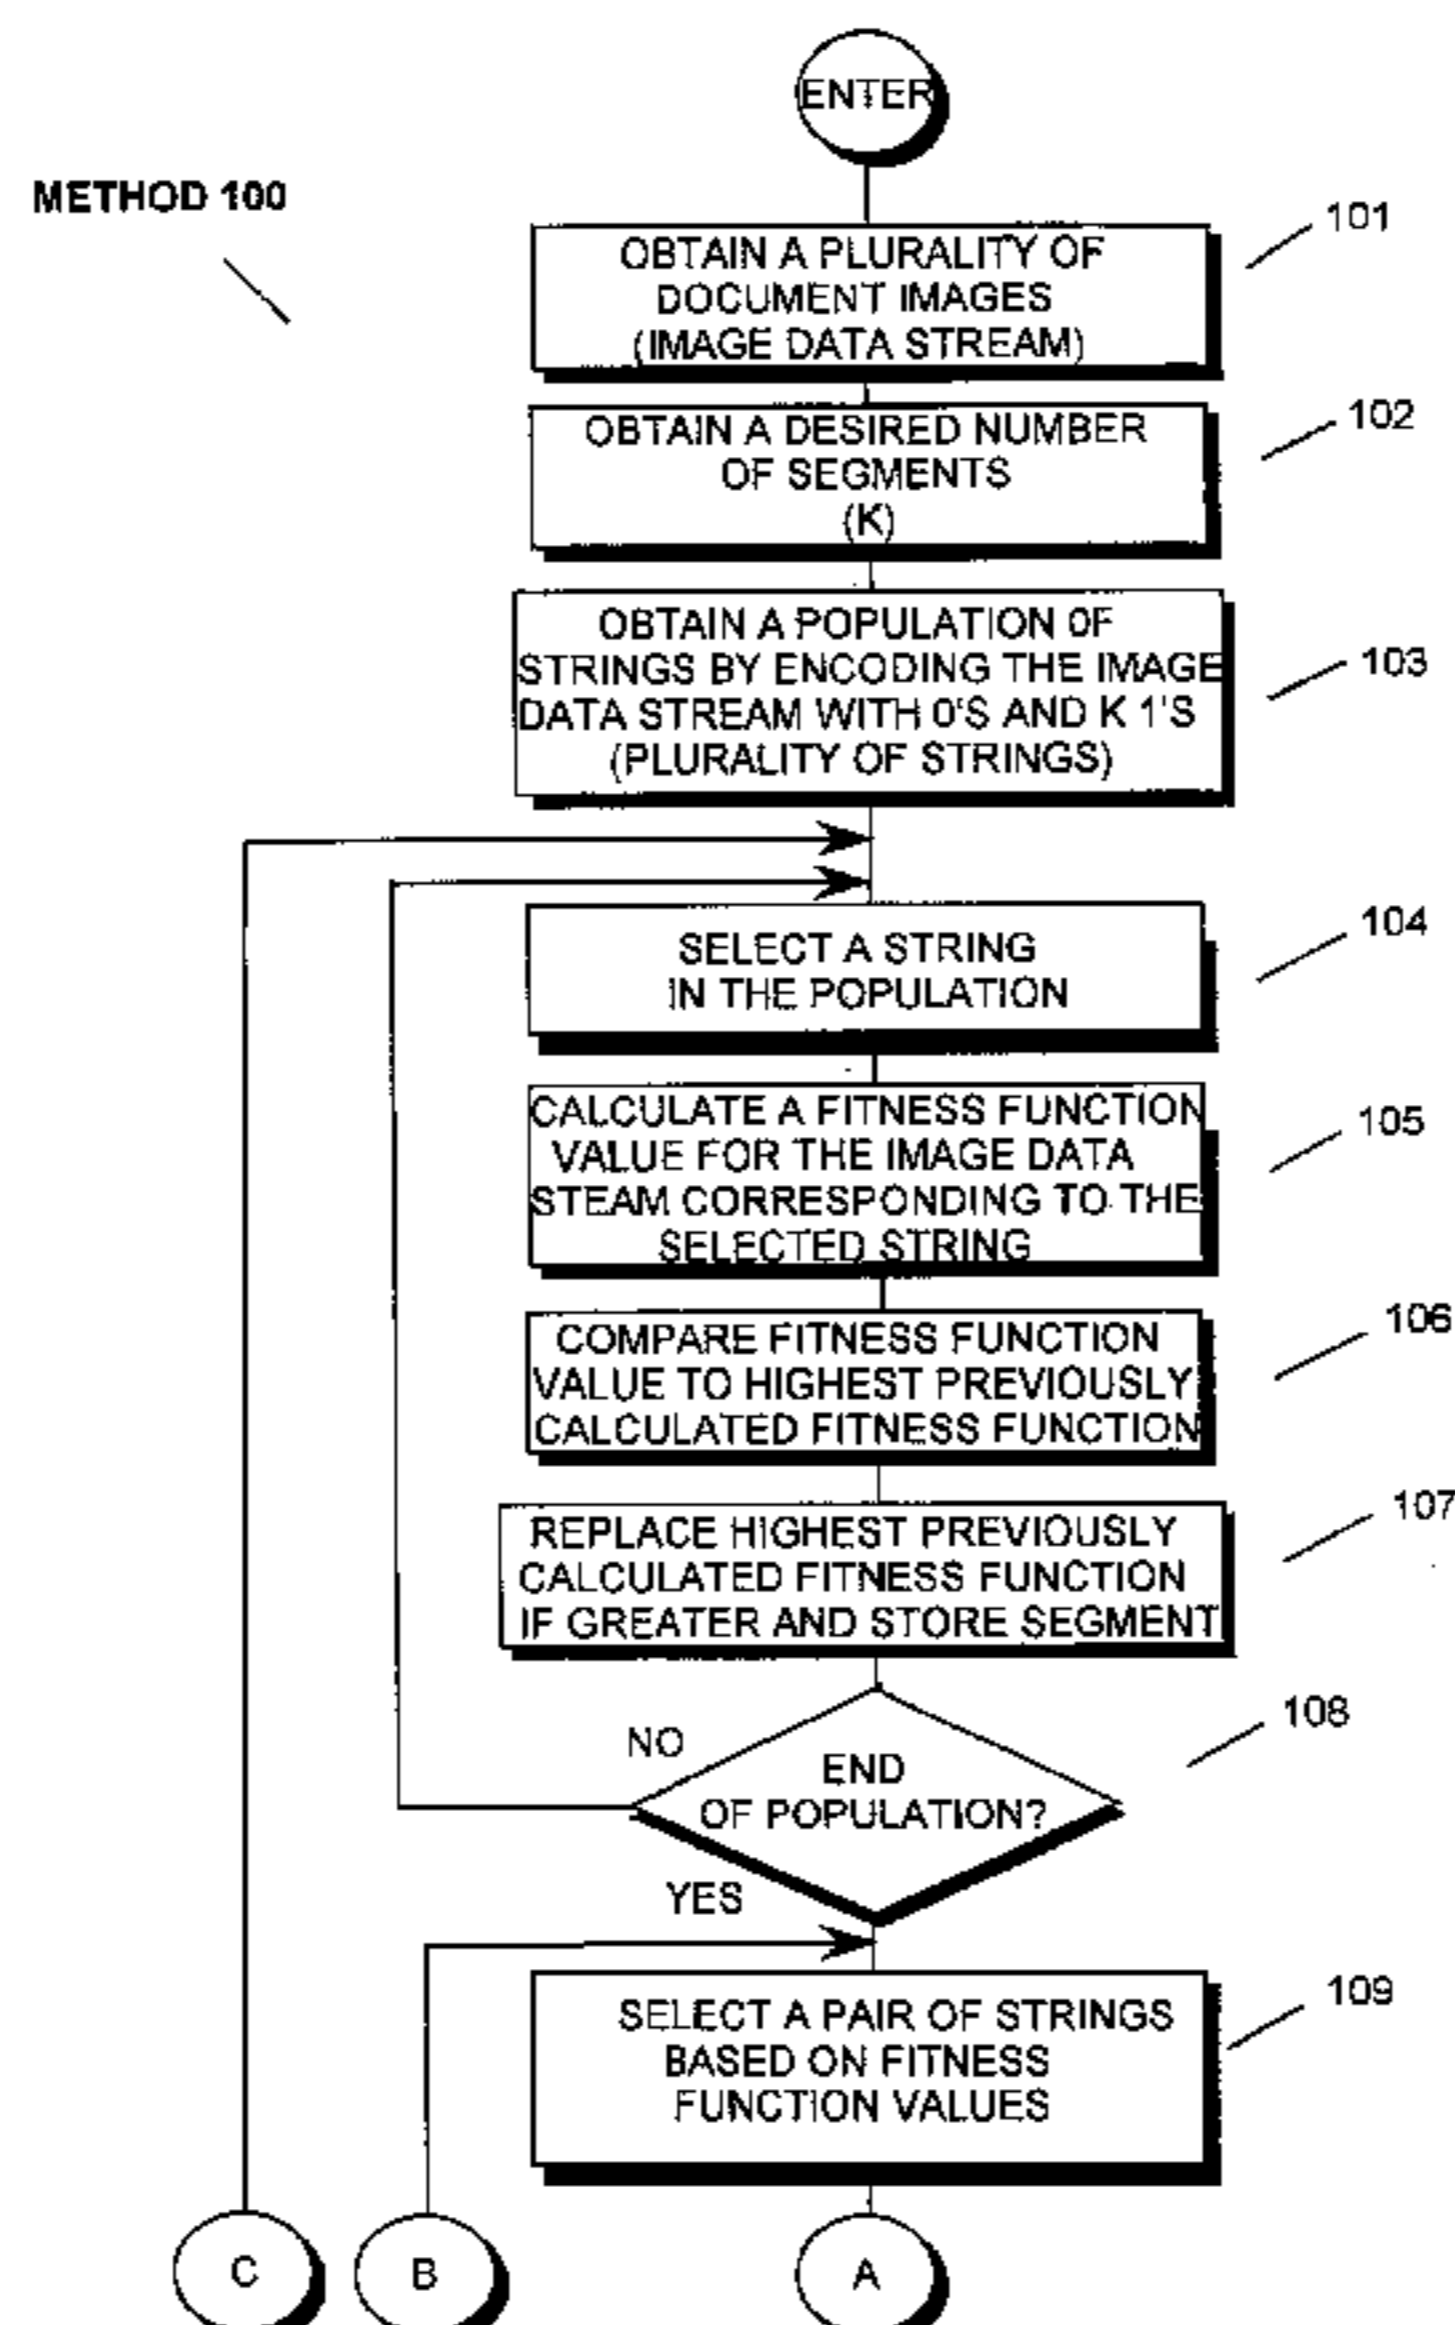 ENTER
METHOD 100
101
OBTAIN A PLURALITY OF
DOCUMENT IMAGES
(IMAGE DATA STREAM)
102
OBTAIN A DESIRED NUMBER
OF SEGMENTS
(K)
103
OBTAIN A POPULATION OF
STRINGS BY ENCODING THE IMAGE
DATA STREAM WITH 0'S AND K 1'S
(PLURALITY OF STRINGS)
104
SELECT A STRING
IN THE POPULATION
105
CALCULATE A FITNESS FUNCTION
VALUE FOR THE IMAGE DATA
STEAM CORRESPONDING TO THE
SELECTED STRING
106
COMPARE FITNESS FUNCTION
VALUE TO HIGHEST PREVIOUSLY
CALCULATED FITNESS FUNCTION
107
REPLACE HIGHEST PREVIOUSLY
CALCULATED FITNESS FUNCTION
IF GREATER AND STORE SEGMENT
108
NO
END
OF POPULATION?
YES
109
SELECT A PAIR OF STRINGS
BASED ON FITNESS
FUNCTION VALUES
C
B
A